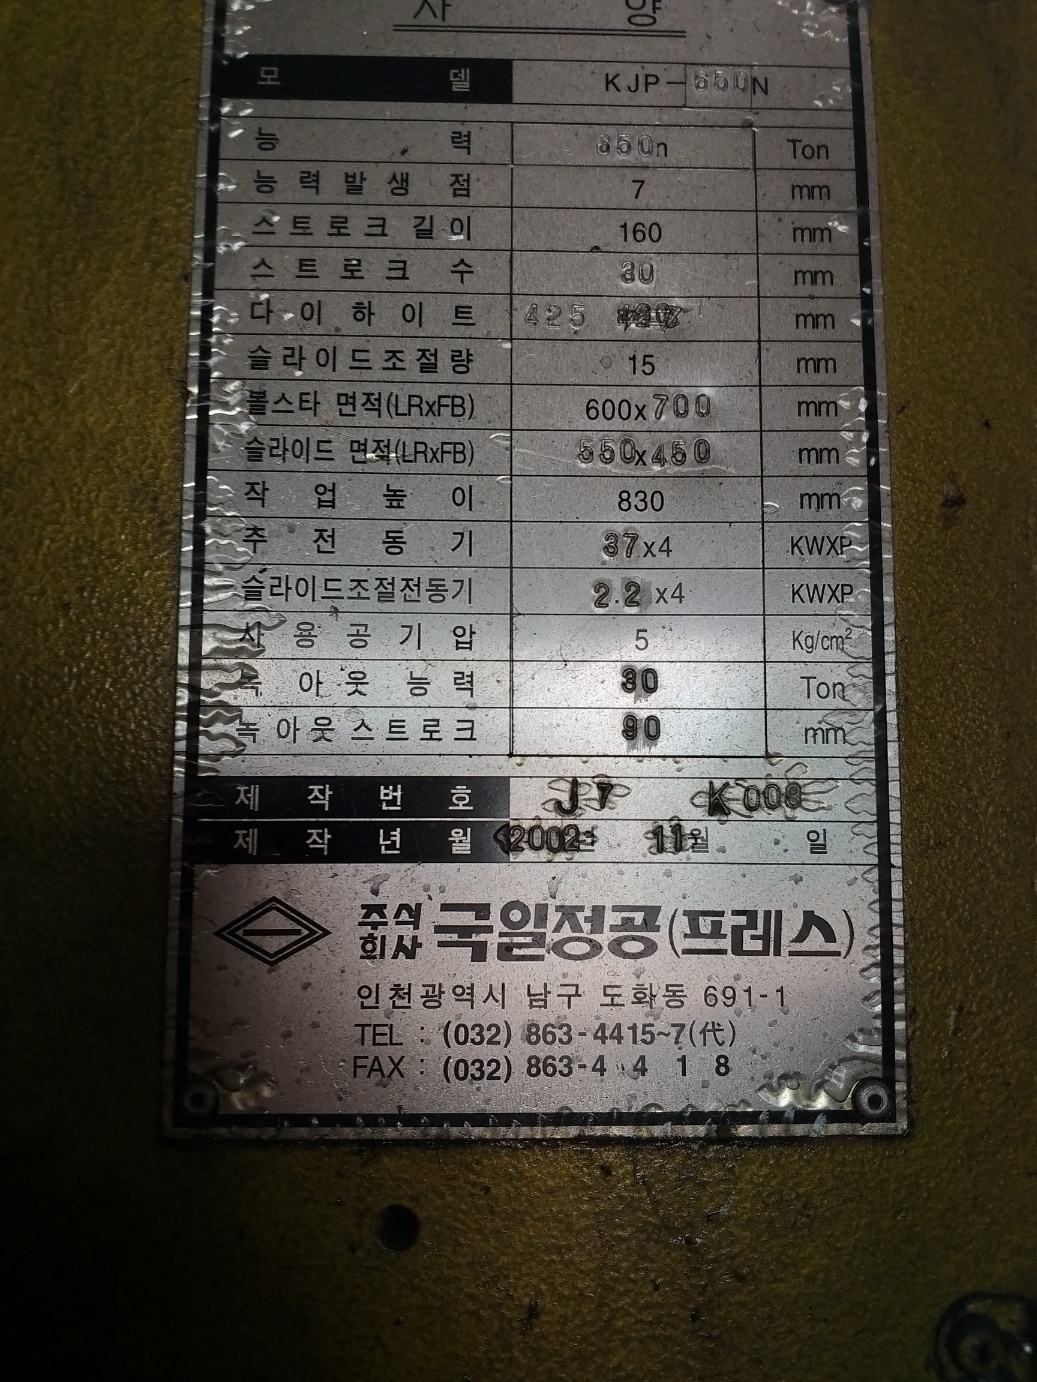 사 양
모 델 KJP-650N
능 력 650n Ton
능력발생점 7 mm
스트로크길이 160 mm
스트로크 수 30 mm
다이하이트 425 mm
슬라이드조절량 15 mm
볼스타 면적(LRxFB) 600x700 mm
슬라이드 면적(LRxFB) 550x450 mm
작업높이 830 mm
추전동기 37x4 KWXP
슬라이드조절전동기 2.2x4 KWXP
사용공기압 5 Kg/cm²
녹아웃능력 30 Ton
녹아웃스트로크 90 mm
제작번호 J7 K008
제작년월 2002년 11월 일
주식회사 국일정공(프레스)
인천광역시 남구 도화동 691-1
TEL : (032) 863-4415~7(代)
FAX : (032) 863-4418